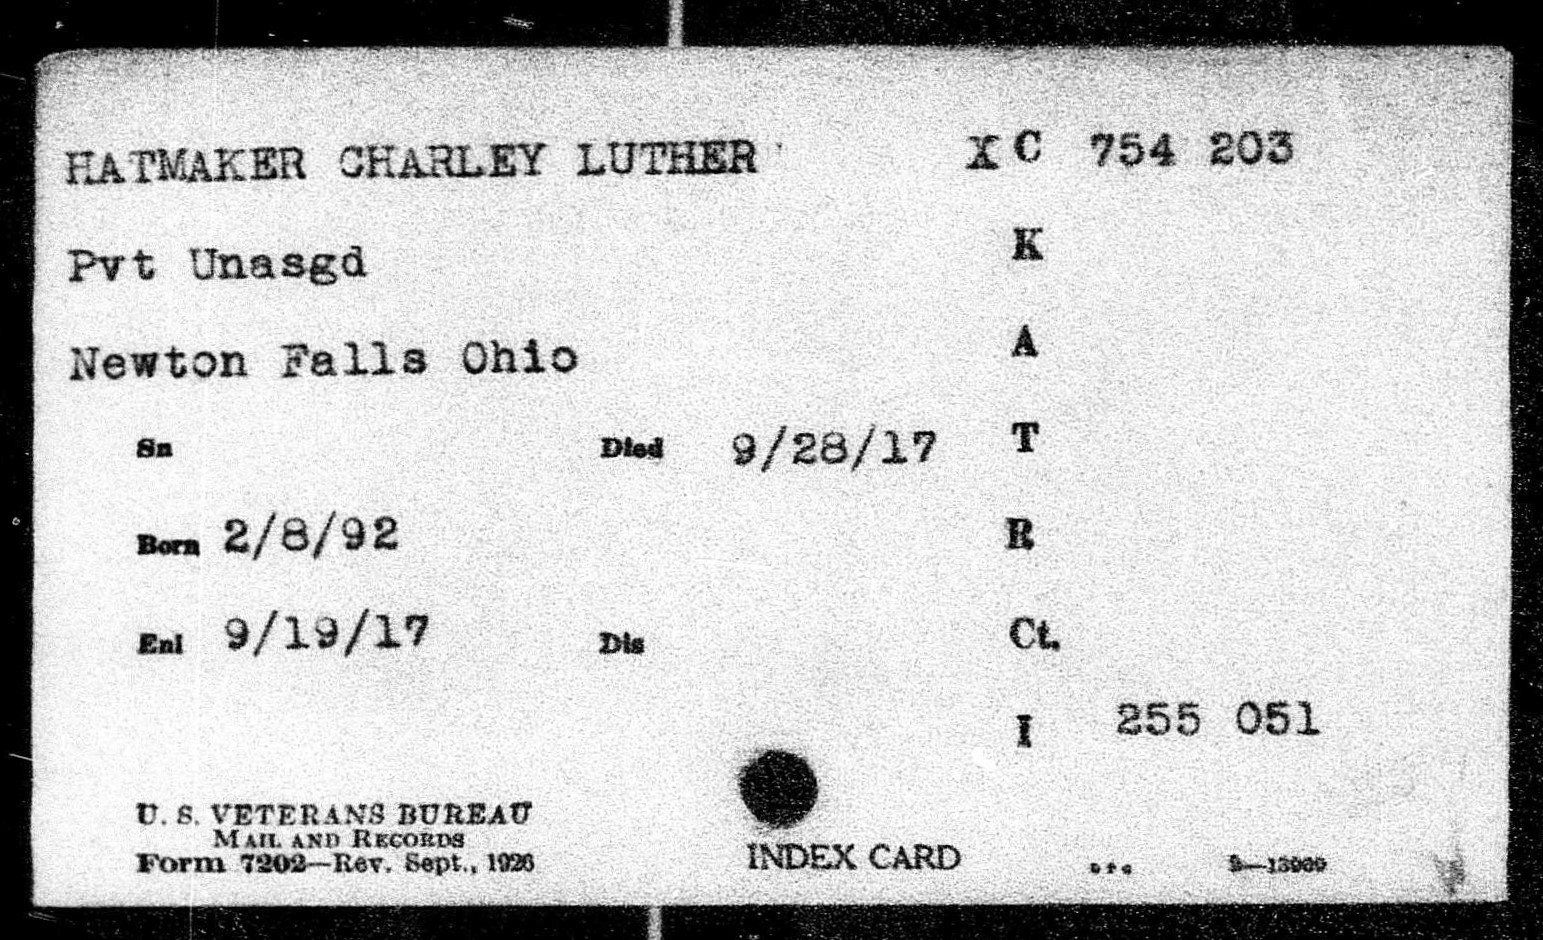 HATMAKER CHARLEY LUTHER X C 754 203
Pvt Unasgd K
Newton Falls Ohio A
Sn Died 9/28/17 T
Born 2/8/92 R
Enl 9/19/17 Dis Ct.
I 255 051
U. S. VETERANS BUREAU
MAIL AND RECORDS
Form 7202—Rev. Sept., 1926
INDEX CARD